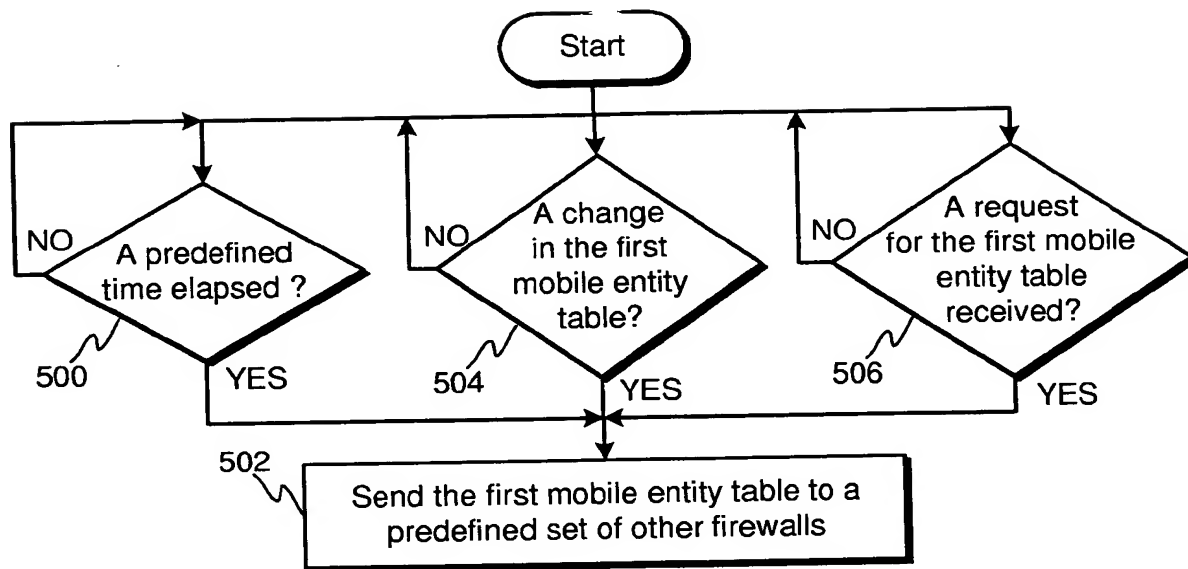 Start
NO
A predefined
time elapsed ?
500
YES
NO
A change
in the first
mobile entity
table?
504
YES
NO
A request
for the first mobile
entity table
received?
506
YES
502
Send the first mobile entity table to a
predefined set of other firewalls